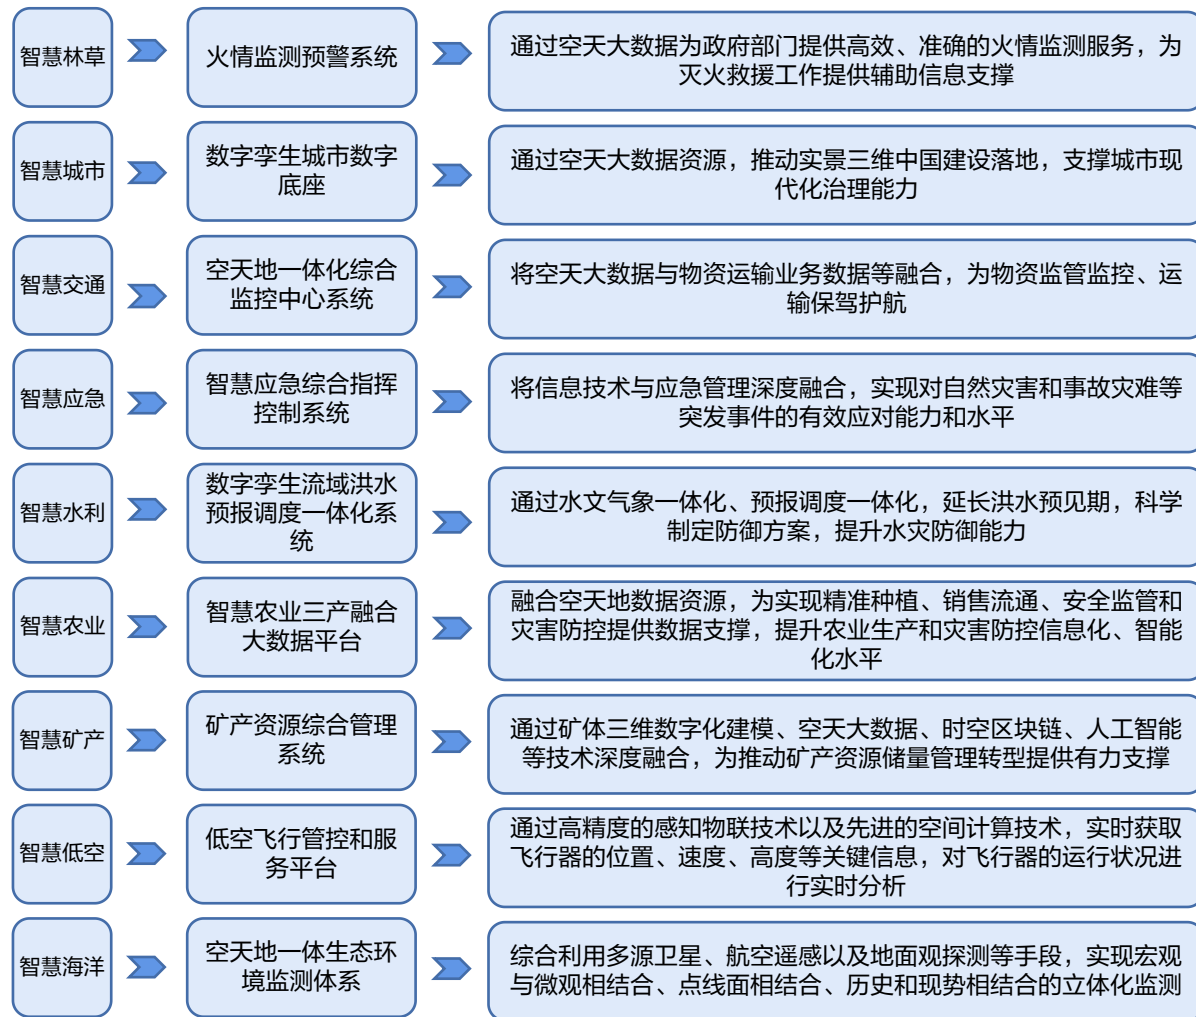 智慧林草
火情监测预警系统
通过空天大数据为政府部门提供高效、准确的火情监测服务，为
灭火救援工作提供辅助信息支撑
智慧城市
数字孪生城市数字
底座
通过空天大数据资源，推动实景三维中国建设落地，支撑城市现
代化治理能力
智慧交通
空天地一体化综合
监控中心系统
将空天大数据与物资运输业务数据等融合，为物资监管监控、运
输保驾护航
智慧应急
智慧应急综合指挥
控制系统
将信息技术与应急管理深度融合，实现对自然灾害和事故灾难等
突发事件的有效应对能力和水平
智慧水利
数字孪生流域洪水
预报调度一体化系
统
通过水文气象一体化、预报调度一体化，延长洪水预见期，科学
制定防御方案，提升水灾防御能力
智慧农业
智慧农业三产融合
大数据平台
融合空天地数据资源，为实现精准种植、销售流通、安全监管和
灾害防控提供数据支撑，提升农业生产和灾害防控信息化、智能
化水平
智慧矿产
矿产资源综合管理
系统
通过矿体三维数字化建模、空天大数据、时空区块链、人工智能
等技术深度融合，为推动矿产资源储量管理转型提供有力支撑
智慧低空
低空飞行管控和服
务平台
通过高精度的感知物联技术以及先进的空间计算技术，实时获取
飞行器的位置、速度、高度等关键信息，对飞行器的运行状况进
行实时分析
智慧海洋
空天地一体生态环
境监测体系
综合利用多源卫星、航空遥感以及地面观探测等手段，实现宏观
与微观相结合、点线面相结合、历史和现势相结合的立体化监测